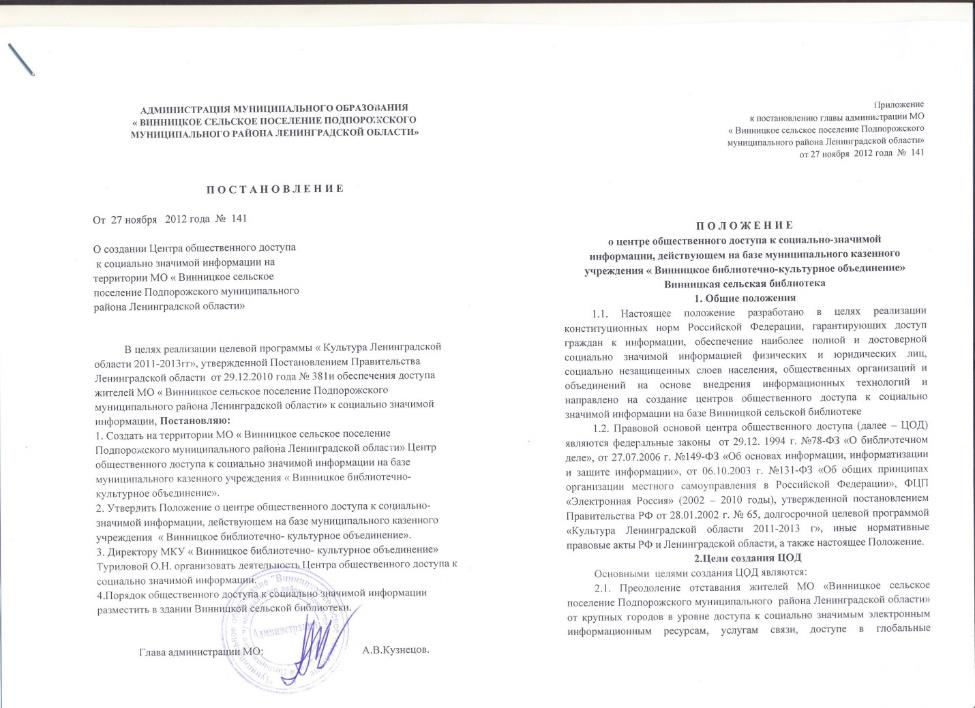 АДМИНИСТРАЦИЯ МУНИЦИПАЛЬНОГО ОБРАЗОВАНИЯ
« ВИННИЦКОЕ СЕЛЬСКОЕ ПОСЕЛЕНИЕ ПОДПОРОЖСКОГО
МУНИЦИПАЛЬНОГО РАЙОНА ЛЕНИНГРАДСКОЙ ОБЛАСТИ»
П О С Т А Н О В Л Е Н И Е
От 27 ноября 2012 года № 141
О создании Центра общественного доступа
к социально значимой информации на
территории МО « Винницкое сельское
поселение Подпорожского муниципального
района Ленинградской области»
В целях реализации целевой программы « Культура Ленинградской
области 2011-2013гг», утвержденной Постановлением Правительства
Ленинградской области от 29.12.2010 года № 381и обеспечения доступа
жителей МО « Винницкое сельское поселение Подпорожского
муниципального района Ленинградской области» к социально значимой
информации, Постановляю:
1. Создать на территории МО « Винницкое сельское поселение
Подпорожского муниципального района Ленинградской области» Центр
общественного доступа к социально значимой информации на базе
муниципального казенного учреждения « Винницкое библиотечно-
культурное объединение».
2. Утвердить Положение о центре общественного доступа к социально-
значимой информации, действующем на базе муниципального казенного
учреждения « Винницкое библиотечно- культурное объединение».
3. Директору МКУ « Винницкое библиотечно- культурное объединение»
Туриловой О.Н. организовать деятельность Центра общественного доступа к
социально значимой информации.
4.Порядок общественного доступа к социально значимой информации
разместить в здании Винницкой сельской библиотеки.
Глава администрации МО: А.В.Кузнецов.
Приложение
к постановлению главы администрации МО
« Винницкое сельское поселение Подпорожского
муниципального района Ленинградской области»
от 27 ноября 2012 года № 141
П О Л О Ж Е Н И Е
о центре общественного доступа к социально-значимой
информации, действующем на базе муниципального казенного
учреждения « Винницкое библиотечно-культурное объединение»
Винницкая сельская библиотека
1. Общие положения
1.1. Настоящее положение разработано в целях реализации
конституционных норм Российской Федерации, гарантирующих доступ
граждан к информации, обеспечение наиболее полной и достоверной
социально значимой информацией физических и юридических лиц,
социально незащищенных слоев населения, общественных организаций и
объединений на основе внедрения информационных технологий и
направлено на создание центров общественного доступа к социально
значимой информации на базе Винницкой сельской библиотеке
1.2. Правовой основой центра общественного доступа (далее – ЦОД)
являются федеральные законы от 29.12. 1994 г. №78-ФЗ «О библиотечном
деле», от 27.07.2006 г. №149-ФЗ «Об основах информации, информатизации
и защите информации», от 06.10.2003 г. №131-ФЗ «Об общих принципах
организации местного самоуправления в Российской Федерации», ФЦП
«Электронная Россия» (2002 – 2010 годы), утвержденной постановлением
Правительства РФ от 28.01.2002 г. № 65, долгосрочной целевой программой
«Культура Ленинградской области 2011-2013 г», иные нормативные
правовые акты РФ и Ленинградской области, а также настоящее Положение.
2.Цели создания ЦОД
Основными целями создания ЦОД являются:
2.1. Преодоление отставания жителей МО «Винницкое сельское
поселение Подпорожского муниципального района Ленинградской области»
от крупных городов в уровне доступа к социально значимым электронным
информационным ресурсам, услугам связи, доступе в глобальные